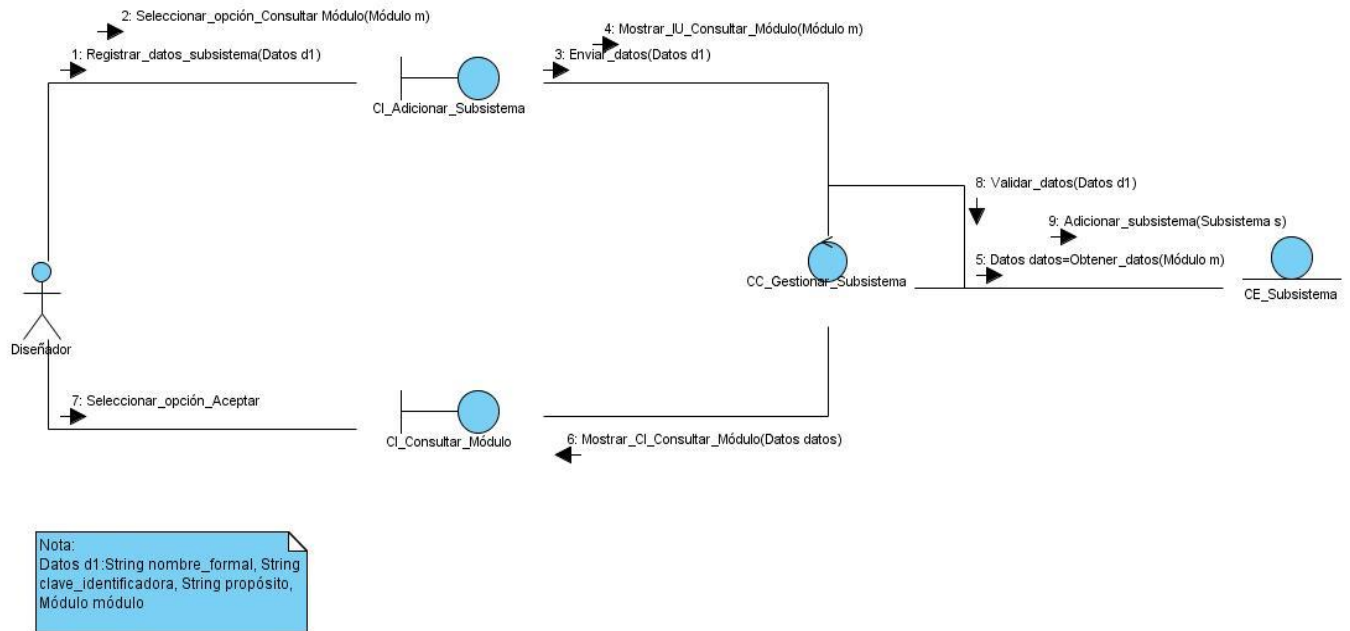 2: Seleccionar_opción_Consultar Módulo(Módulo m)
1: Registrar_datos_subsistema(Datos d1)
4: Mostrar_IU_Consultar_Módulo(Módulo m)
3: Enviar_datos(Datos d1)
CI_Adicionar_Subsistema
8: Validar_datos(Datos d1)
9: Adicionar_subsistema(Subsistema s)
5: Datos datos=Obtener_datos(Módulo m)
CC_Gestionar_Subsistema
CE_Subsistema
Diseñador
7: Seleccionar_opción_Aceptar
CI_Consultar_Módulo
6: Mostrar_CI_Consultar_Módulo(Datos datos)
Nota:
Datos d1:String nombre_formal, String
clave_identificadora, String propósito,
Módulo módulo